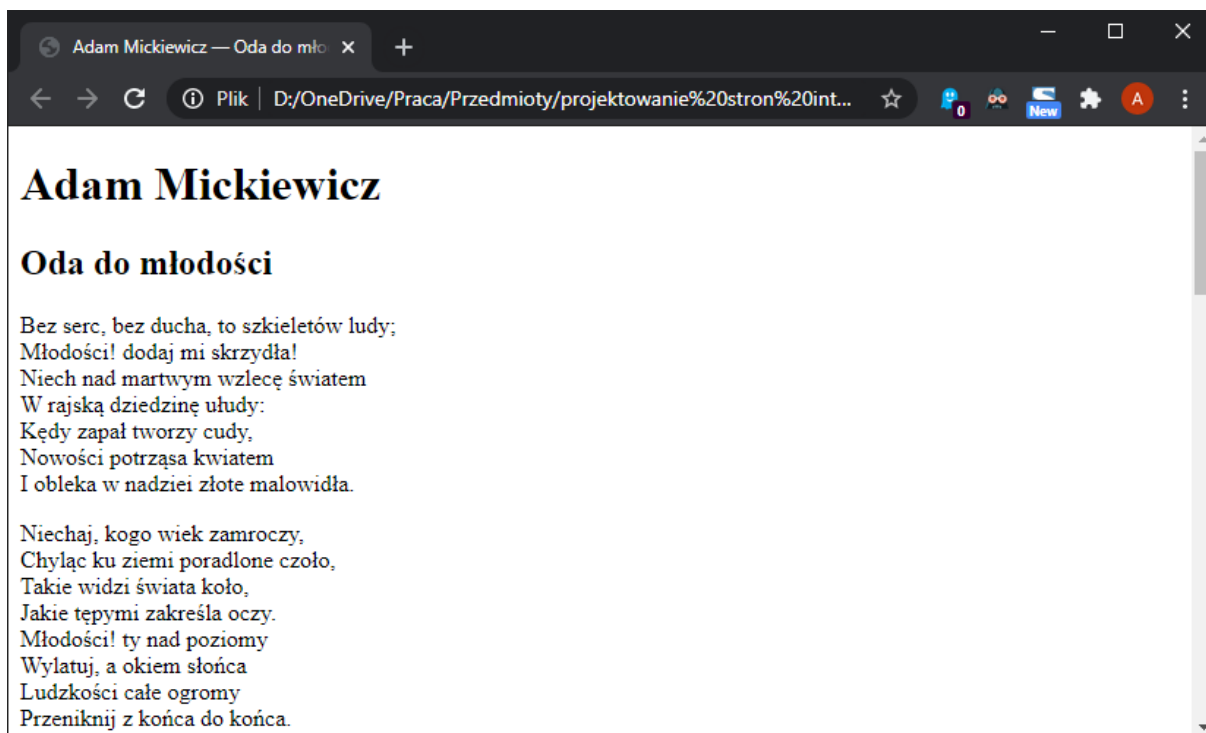 Adam Mickiewicz — Oda do mło
Plik | D:/OneDrive/Praca/Przedmioty/projektowanie%20stron%20int...
0
New
A
Adam Mickiewicz
Oda do młodości
Bez serc, bez ducha, to szkieletów ludy;
Młodości! dodaj mi skrzydła!
Niech nad martwym wzlecę światem
W rajską dziedzinę ułudy:
Kędy zapał tworzy cudy,
Nowości potrząsa kwiatem
I obleka w nadziei złote malowidła.
Niechaj, kogo wiek zamroczy,
Chyląc ku ziemi poradlone czoło,
Takie widzi świata koło,
Jakie tępymi zakreśla oczy.
Młodości! ty nad poziomy
Wylatuj, a okiem słońca
Ludzkości całe ogromy
Przeniknij z końca do końca.